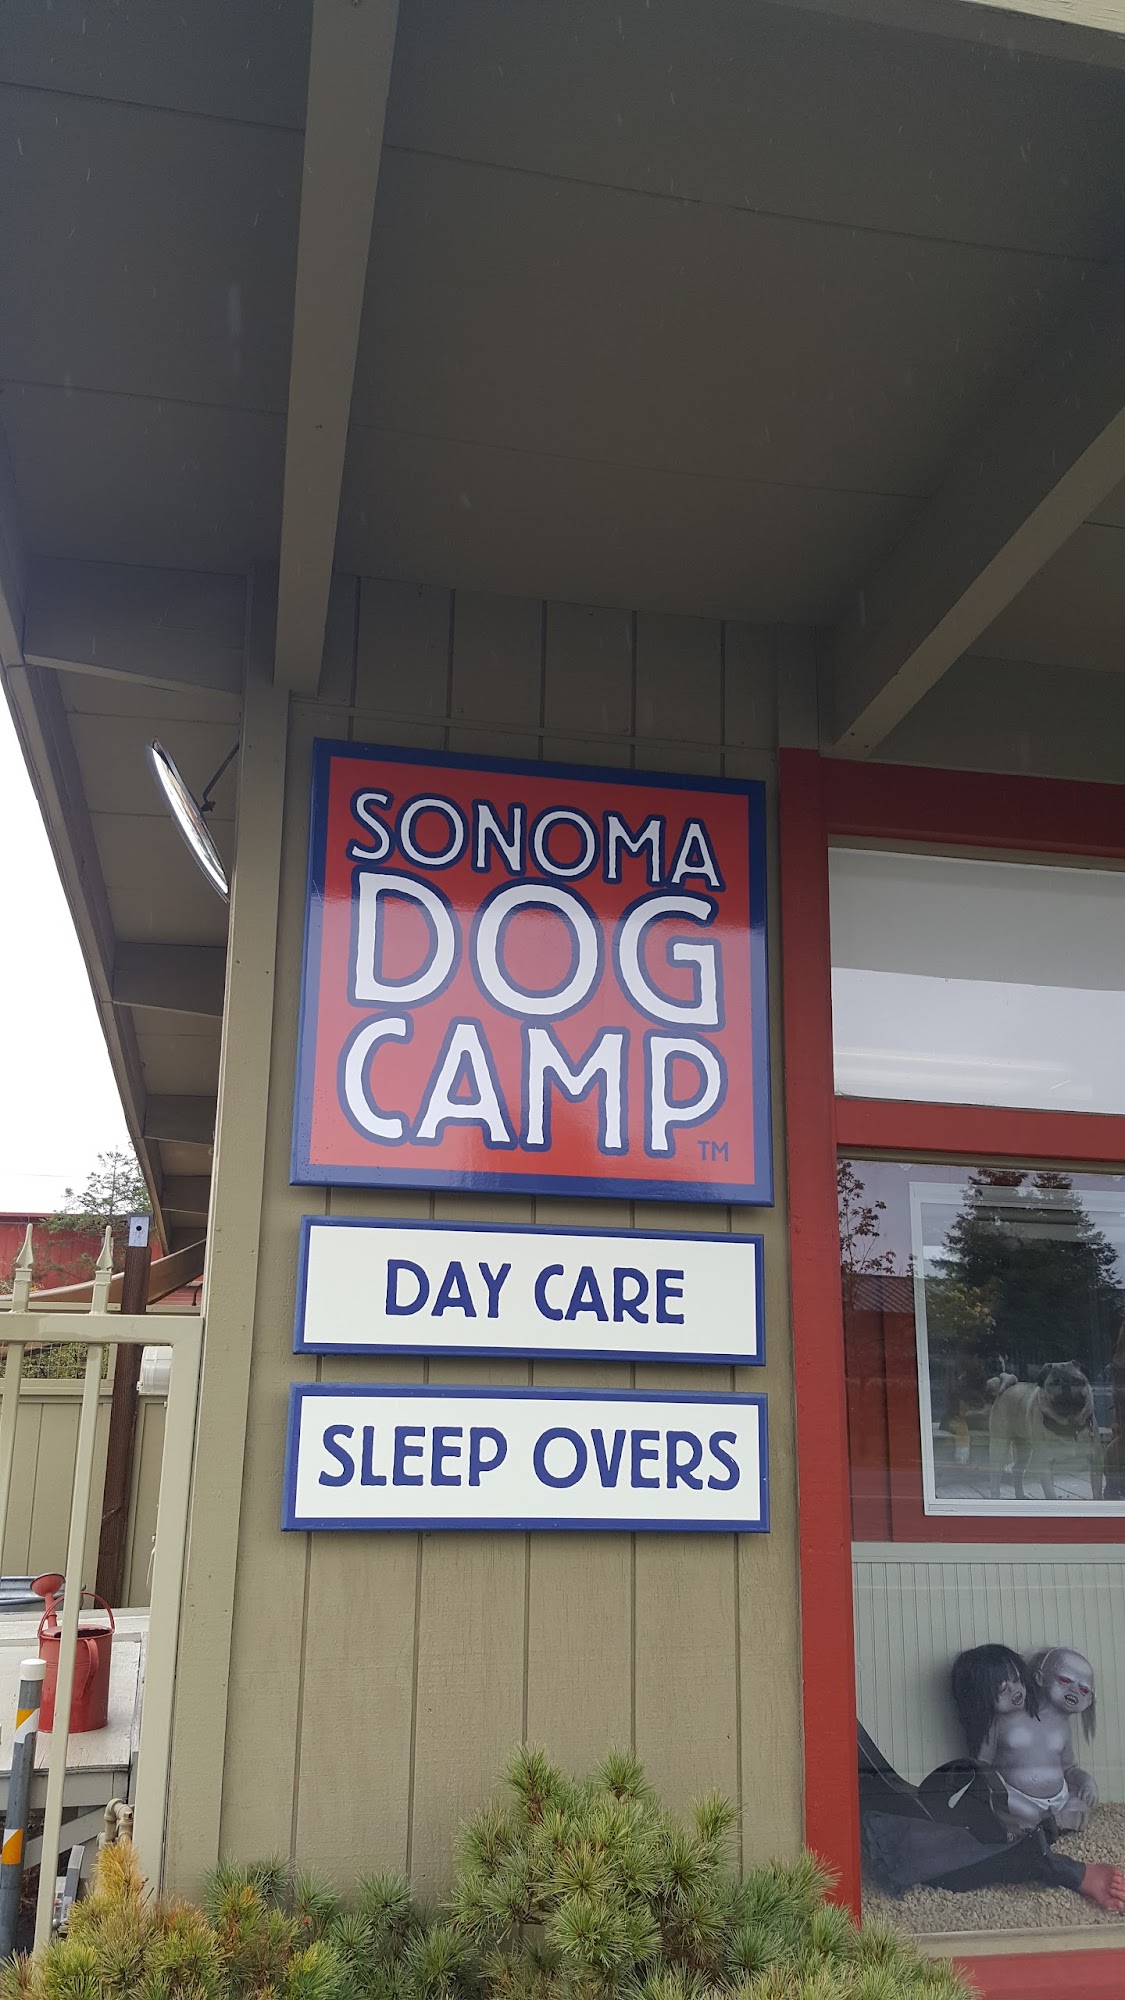 SONOMA
DOG
CAMP
TM
DAY CARE
SLEEP OVERS